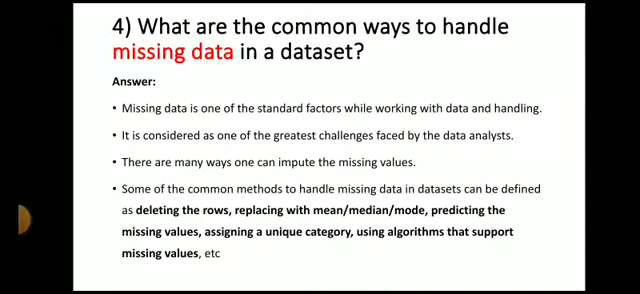 4) What are the common ways to handle
missing data in a dataset?
Answer:
• Missing data is one of the standard factors while working with data and handling.
• It is considered as one of the greatest challenges faced by the data analysts.
• There are many ways one can impute the missing values.
• Some of the common methods to handle missing data in datasets can be defined
as deleting the rows, replacing with mean/median/mode, predicting the
missing values, assigning a unique category, using algorithms that support
missing values, etc